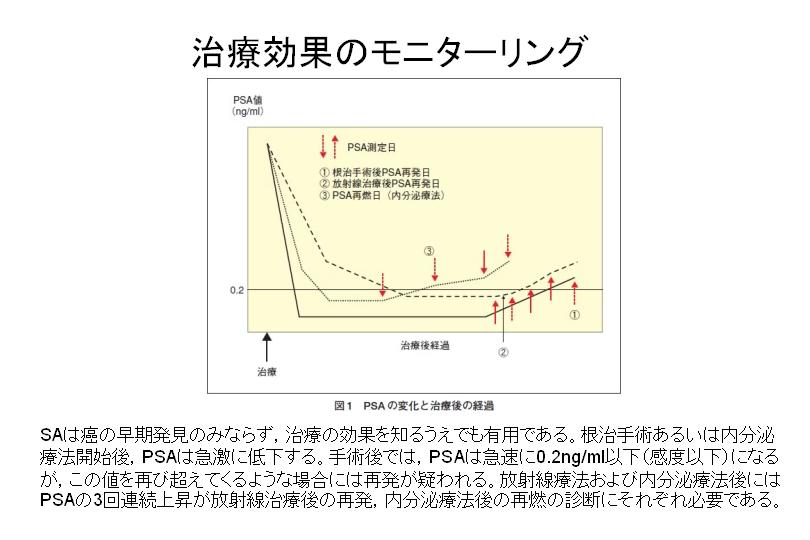 治療効果のモニターリング
PSA値
(ng/ml)
PSA測定日
① 根治手術後PSA再発日
② 放射線治療後PSA再発日
③ PSA再燃日（内分泌療法）
③
0.2
①
治療後経過
②
治療
図1　PSAの変化と治療後の経過
SAは癌の早期発見のみならず，治療の効果を知るうえでも有用である。根治手術あるいは内分泌
療法開始後，PSAは急激に低下する。手術後では，PSAは急速に0.2ng/ml以下（感度以下）になる
が，この値を再び超えてくるような場合には再発が疑われる。放射線療法および内分泌療法後には
PSAの3回連続上昇が放射線治療後の再発，内分泌療法後の再燃の診断にそれぞれ必要である。